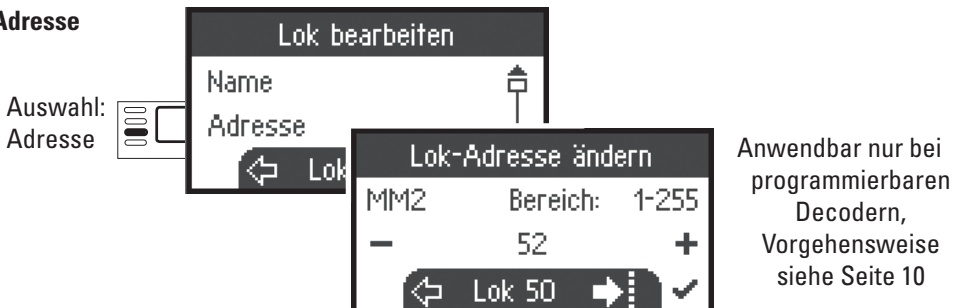 Adresse
Auswahl:
Adresse
Lok bearbeiten
Name
Adresse
Lok
Lok-Adresse ändern
MM2 Bereich: 1-255
− 52 +
Lok 50
Anwendbar nur bei
programmierbaren
Decodern,
Vorgehensweise
siehe Seite 10